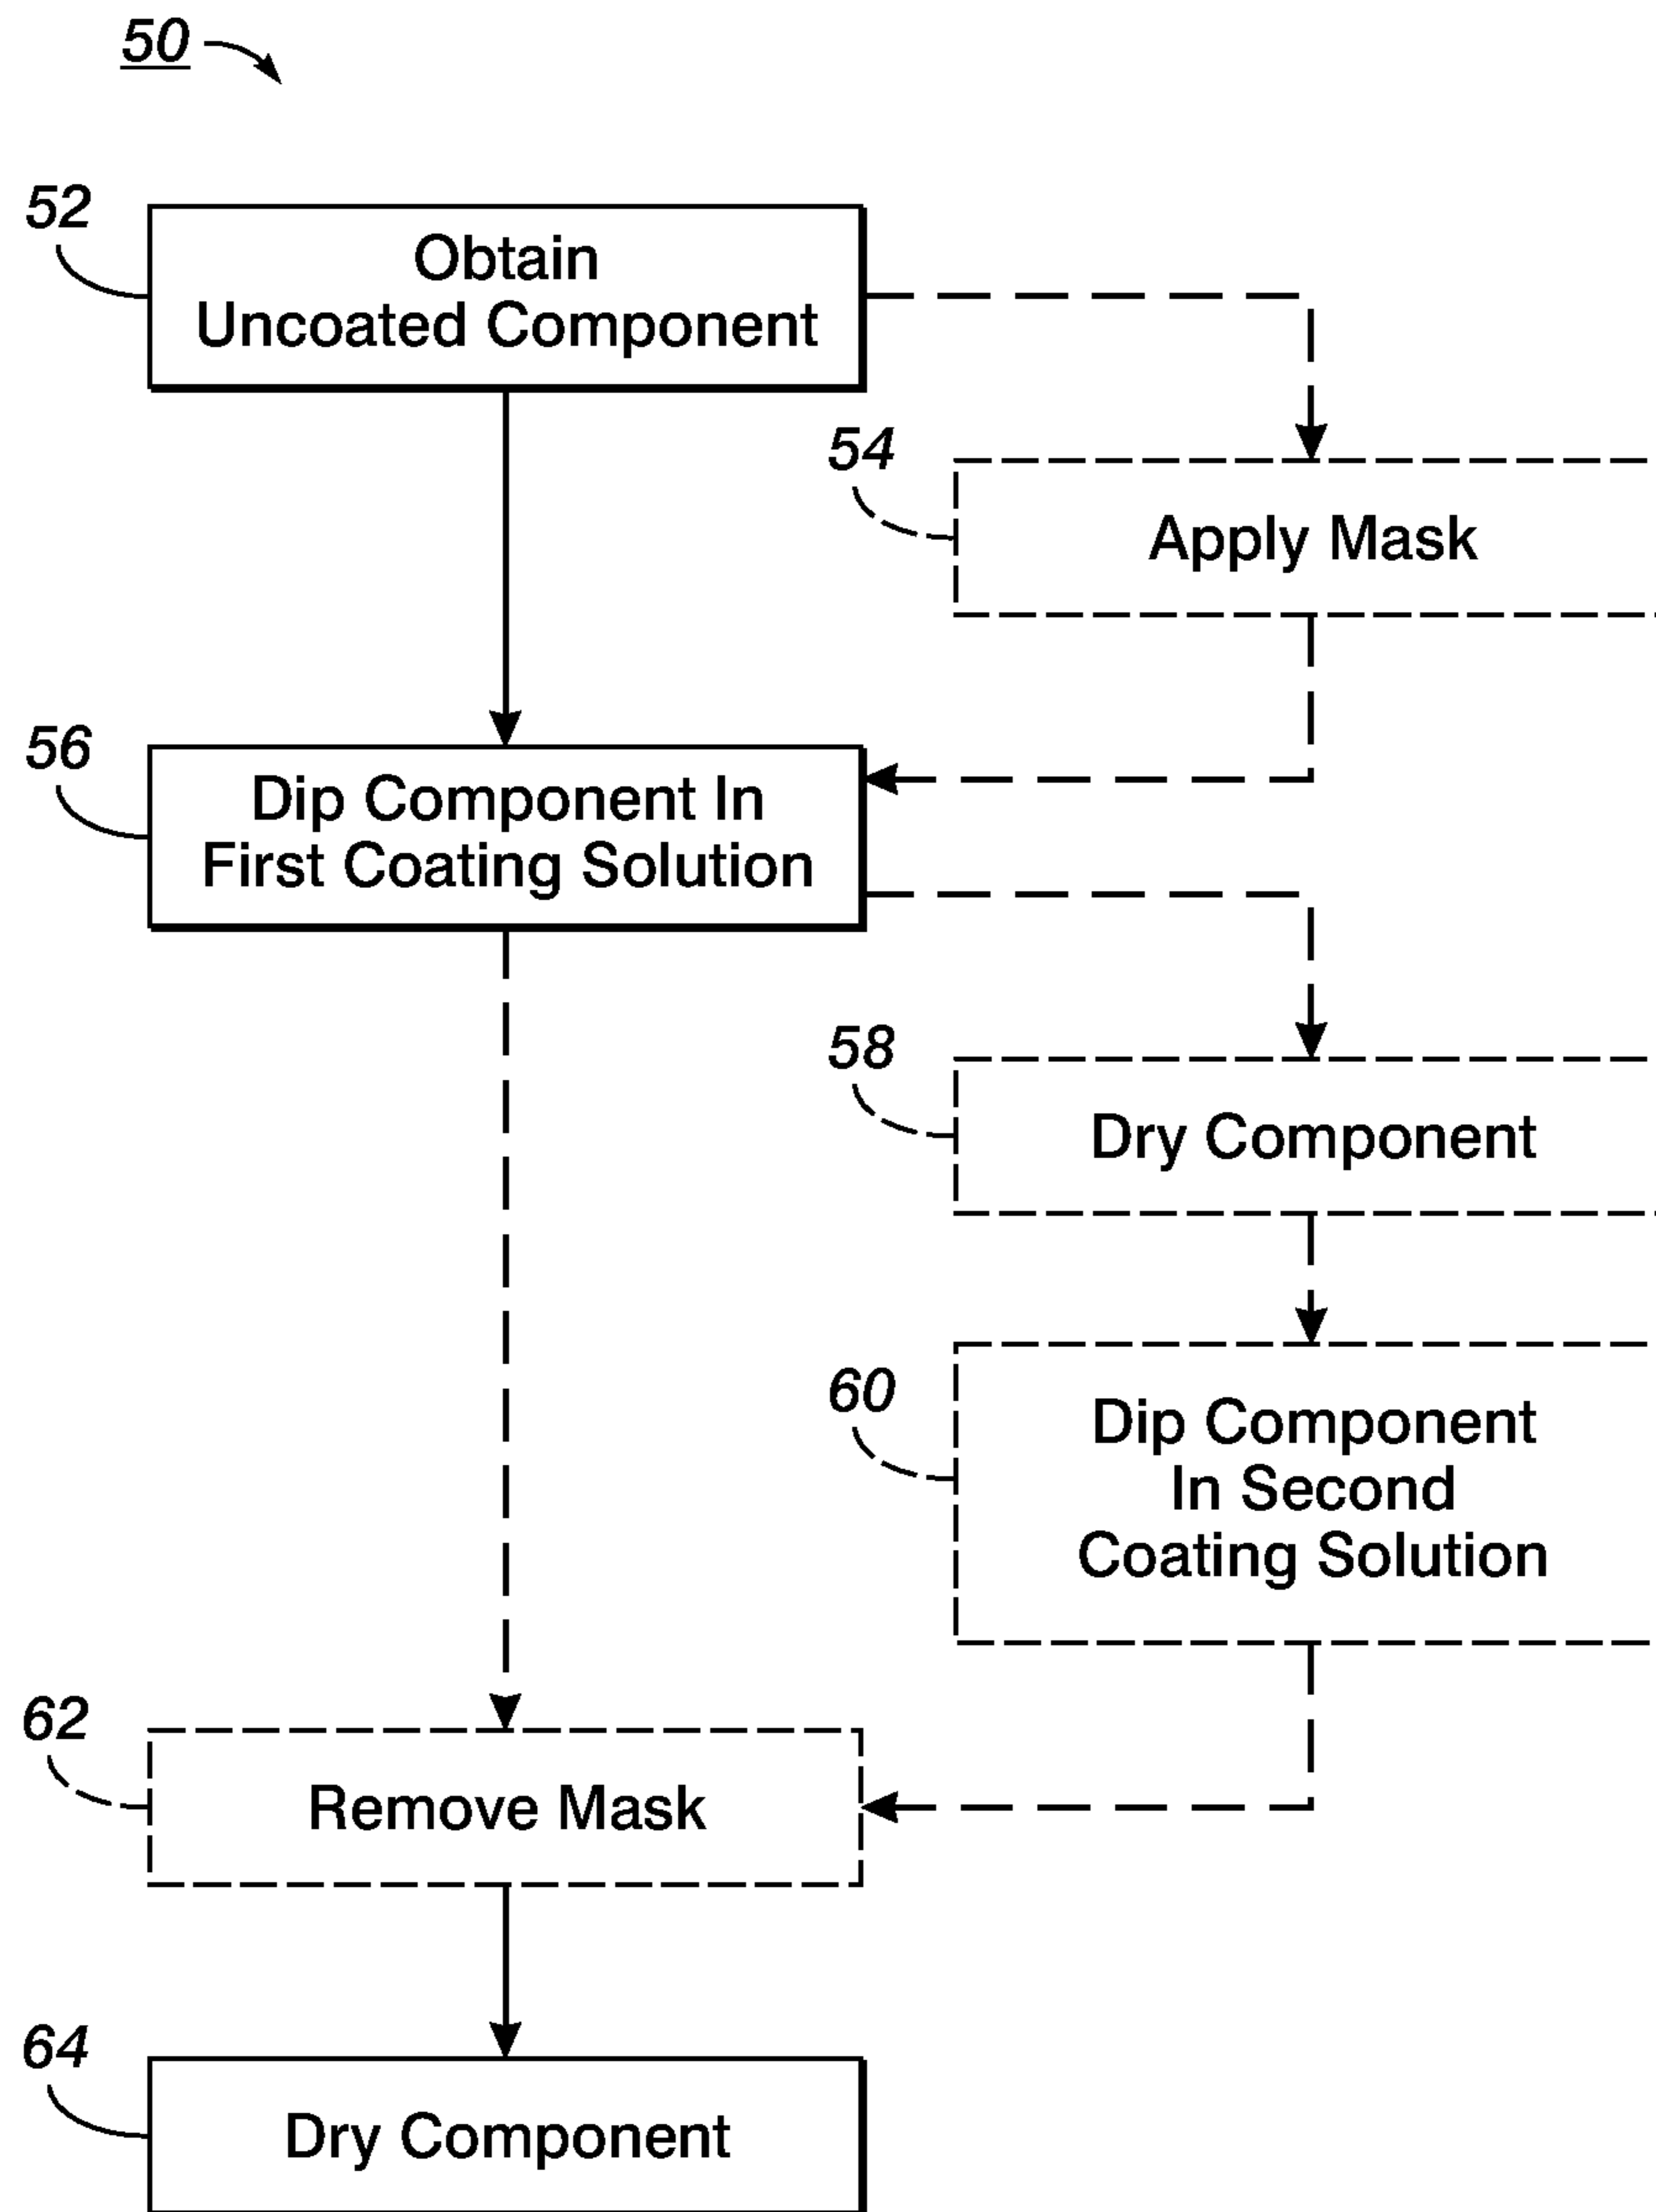 50
52
Obtain
Uncoated Component
54
Apply Mask
56
Dip Component In
First Coating Solution
58
Dry Component
60
Dip Component
In Second
Coating Solution
62
Remove Mask
64
Dry Component